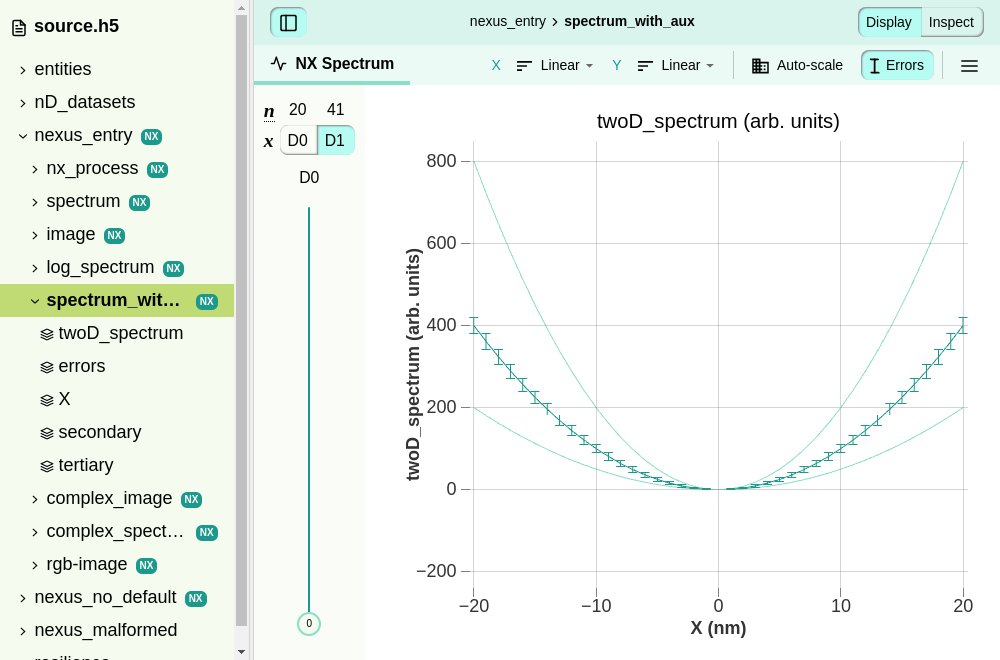 source.h5
entities
nD_datasets
nexus_entry NX
nx_process NX
spectrum NX
image NX
log_spectrum NX
spectrum_wit… NX
twoD_spectrum
errors
X
secondary
tertiary
complex_image NX
complex_spect… NX
rgb-image NX
nexus_no_default NX
nexus_malformed
resilience
nexus_entry › spectrum_with_aux
Display Inspect
NX Spectrum
X Linear Y Linear Auto-scale Errors
n 20 41
x D0 D1
D0
0
twoD_spectrum (arb. units)
800
600
400
200
0
−200
twoD_spectrum (arb. units)
−20 −10 0 10 20
X (nm)